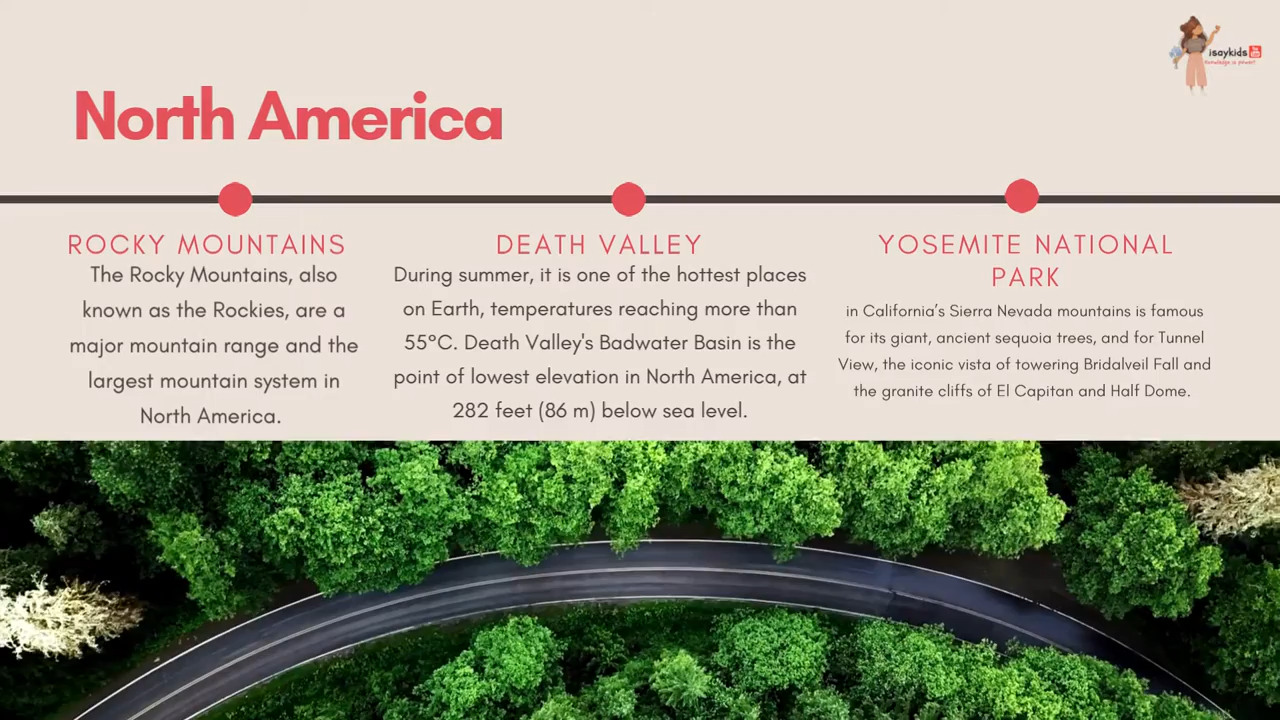 isaykids
You Tube
Knowledge is power!
North America
ROCKY MOUNTAINS
The Rocky Mountains, also
known as the Rockies, are a
major mountain range and the
largest mountain system in
North America.
DEATH VALLEY
During summer, it is one of the hottest places
on Earth, temperatures reaching more than
55°C. Death Valley's Badwater Basin is the
point of lowest elevation in North America, at
282 feet (86 m) below sea level.
YOSEMITE NATIONAL
PARK
in California’s Sierra Nevada mountains is famous
for its giant, ancient sequoia trees, and for Tunnel
View, the iconic vista of towering Bridalveil Fall and
the granite cliffs of El Capitan and Half Dome.